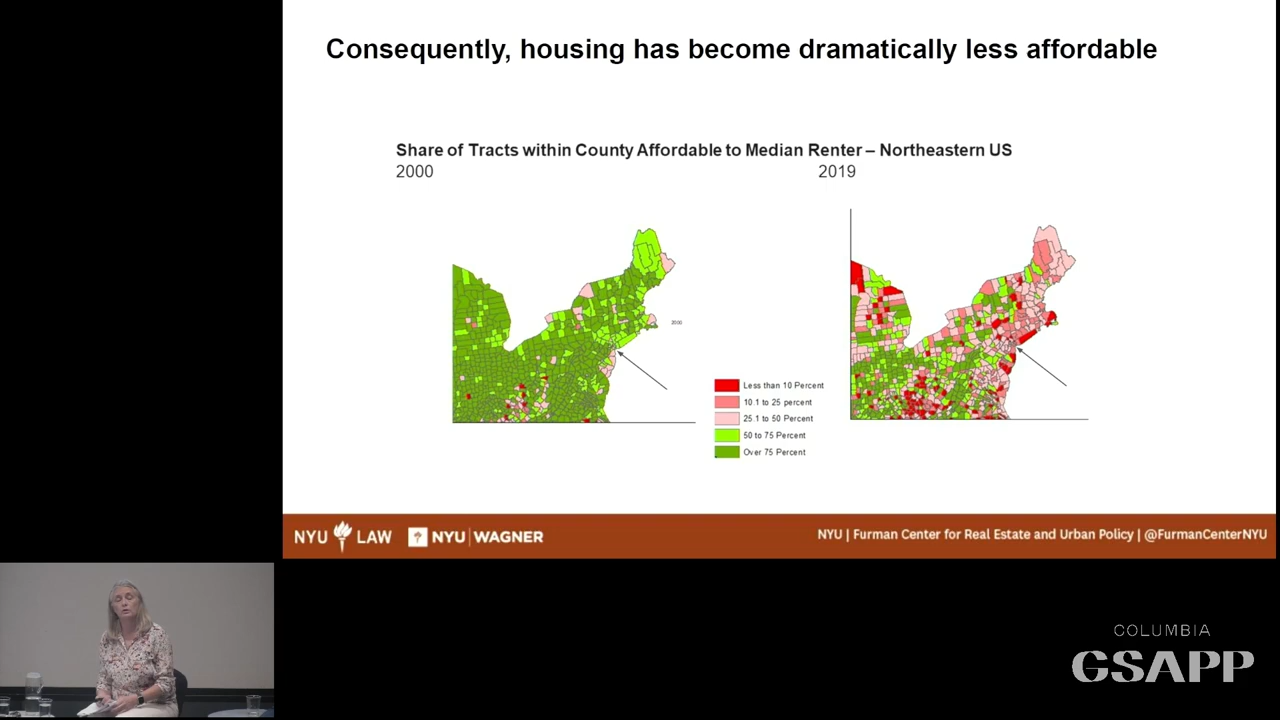 Consequently, housing has become dramatically less affordable
Share of Tracts within County Affordable to Median Renter – Northeastern US
2000
2019
2000
Less than 10 Percent
10.1 to 25 percent
25.1 to 50 Percent
50 to 75 Percent
Over 75 Percent
NYU LAW
NYU | WAGNER
NYU | Furman Center for Real Estate and Urban Policy | @FurmanCenterNYU
COLUMBIA
GSAPP